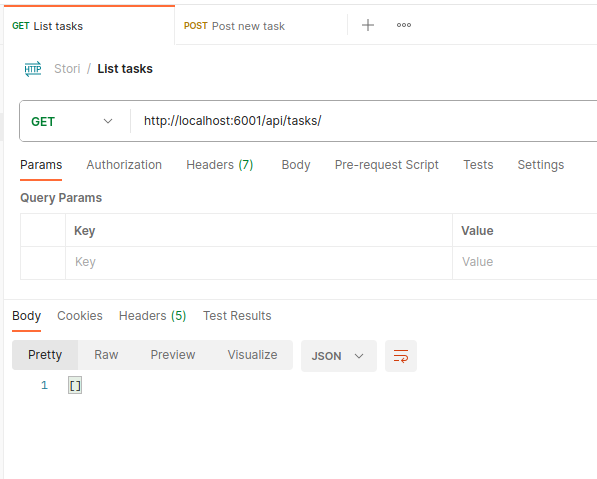 GET List tasks POST Post new task
HTTP Stori / List tasks
GET http://localhost:6001/api/tasks/
Params Authorization Headers (7) Body Pre-request Script Tests Settings
Query Params
Key Value
Key Value
Body Cookies Headers (5) Test Results
Pretty Raw Preview Visualize JSON
1 []